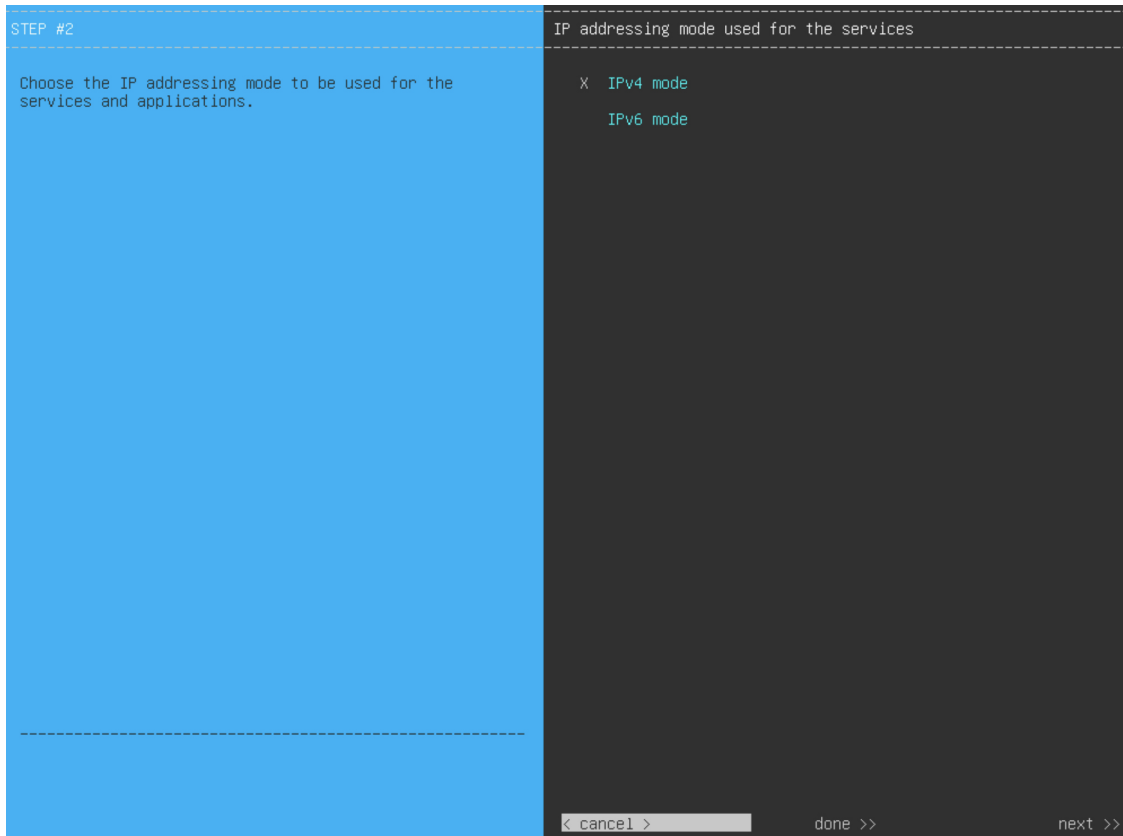 STEP #2
Choose the IP addressing mode to be used for the
services and applications.
IP addressing mode used for the services
X IPv4 mode
IPv6 mode
< cancel > done >> next >>